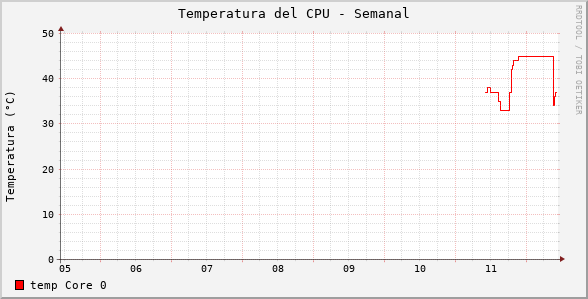 Temperatura del CPU - Semanal
RRDTOOL / TOBI OETIKER
Temperatura (°C)
50
40
30
20
10
0
05 06 07 08 09 10 11
temp Core 0